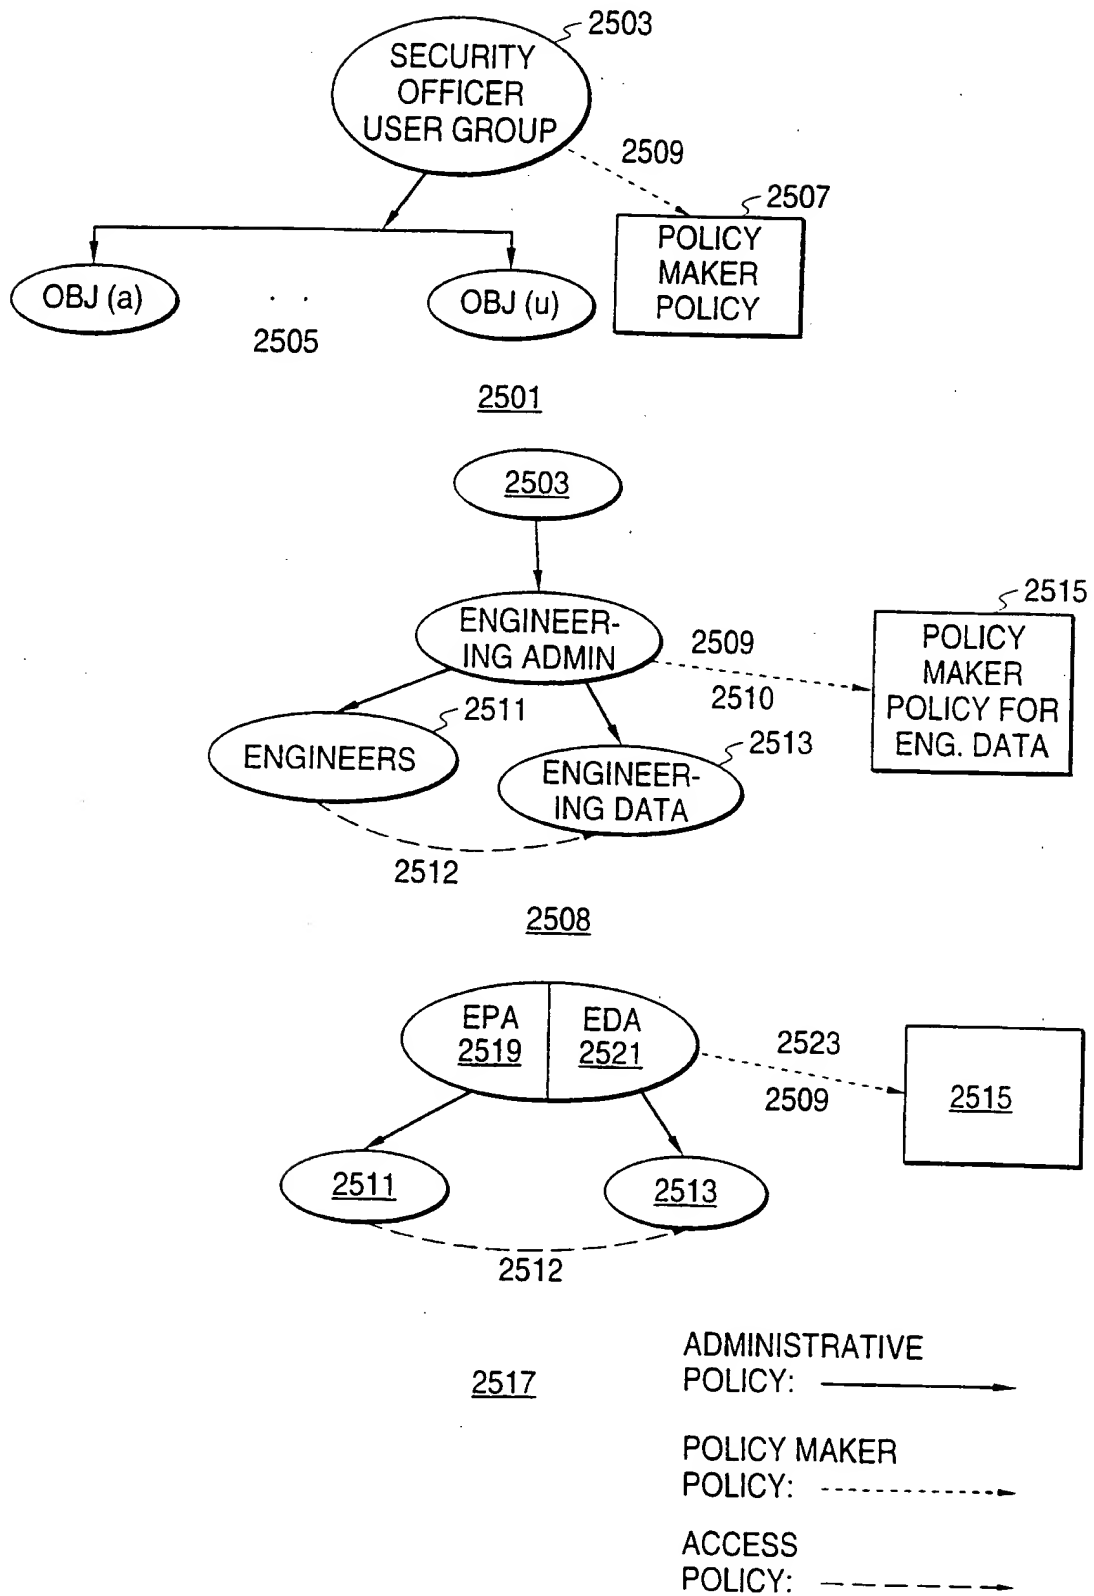 2503
SECURITY
OFFICER
USER GROUP
2509
2507
POLICY
MAKER
POLICY
OBJ (a)
. .
OBJ (u)
2505
2501
2503
2515
ENGINEER-
ING ADMIN
2509
2510
POLICY
MAKER
POLICY FOR
ENG. DATA
2511
2513
ENGINEERS
ENGINEER-
ING DATA
2512
2508
EPA
2519
EDA
2521
2523
2509
2515
2511
2513
2512
2517
ADMINISTRATIVE
POLICY:
POLICY MAKER
POLICY:
ACCESS
POLICY: